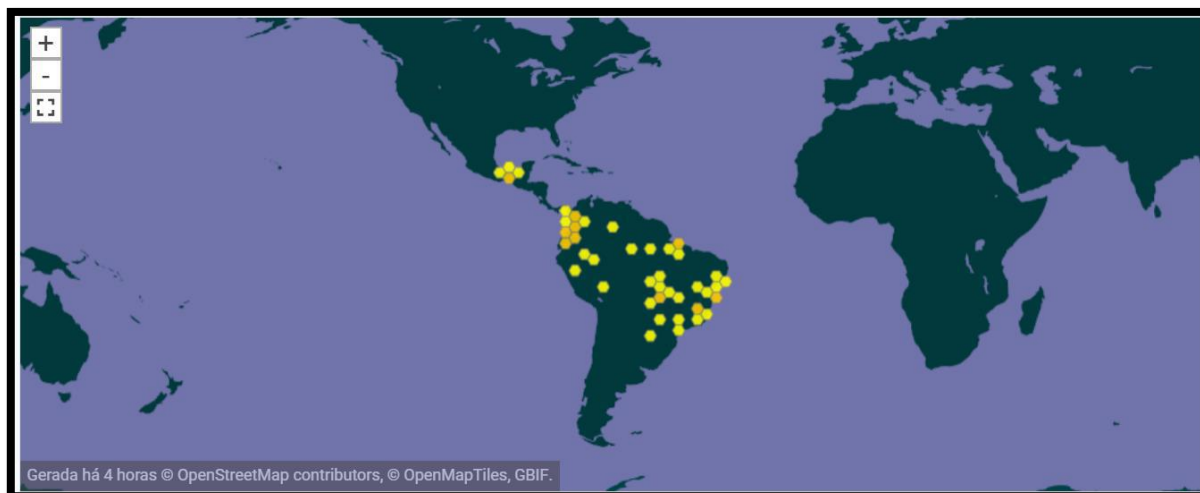 +
-
Gerada há 4 horas © OpenStreetMap contributors, © OpenMapTiles, GBIF.